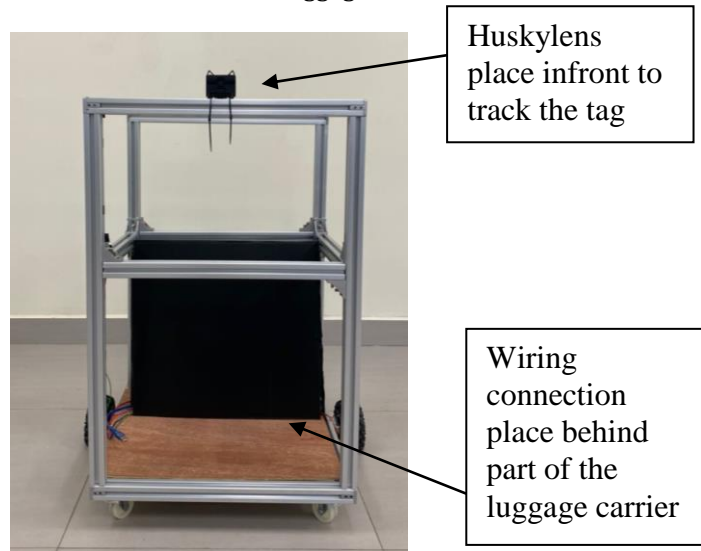 Huskylens
place infront to
track the tag
Wiring
connection
place behind
part of the
luggage carrier